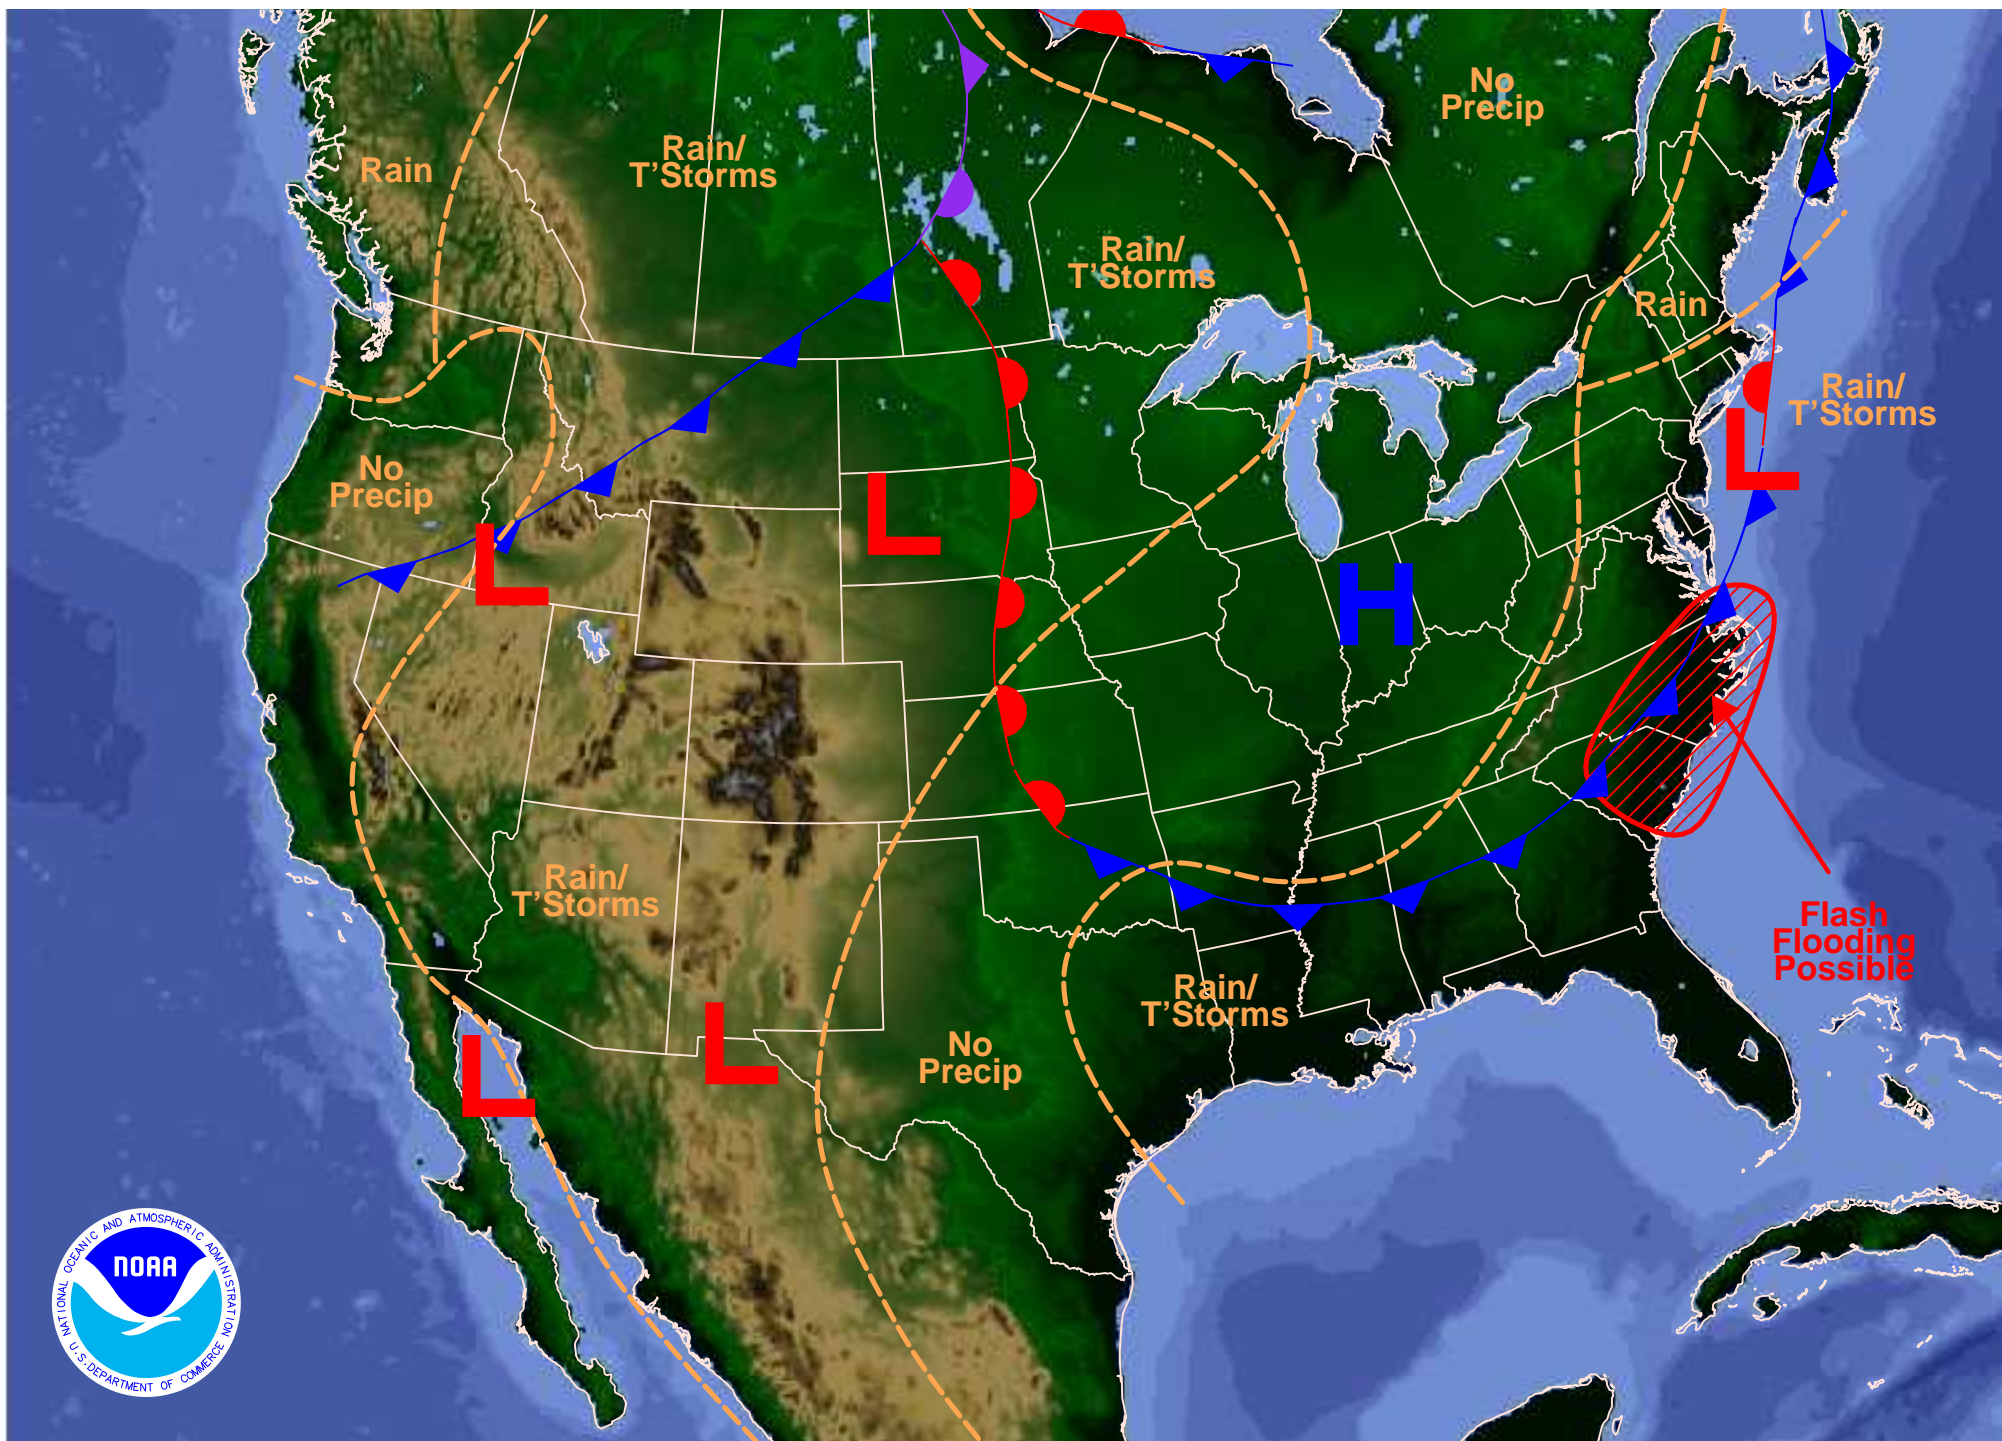 No
Precip
Rain/
T'Storms
Rain
Rain/
T'Storms
Rain
Rain/
T'Storms
No
Precip
L
L
L
H
Rain/
T'Storms
Flash
Flooding
Possible
Rain/
T'Storms
No
Precip
L
L
NATIONAL OCEANIC AND ATMOSPHERIC ADMINISTRATION
NOAA
U.S. DEPARTMENT OF COMMERCE